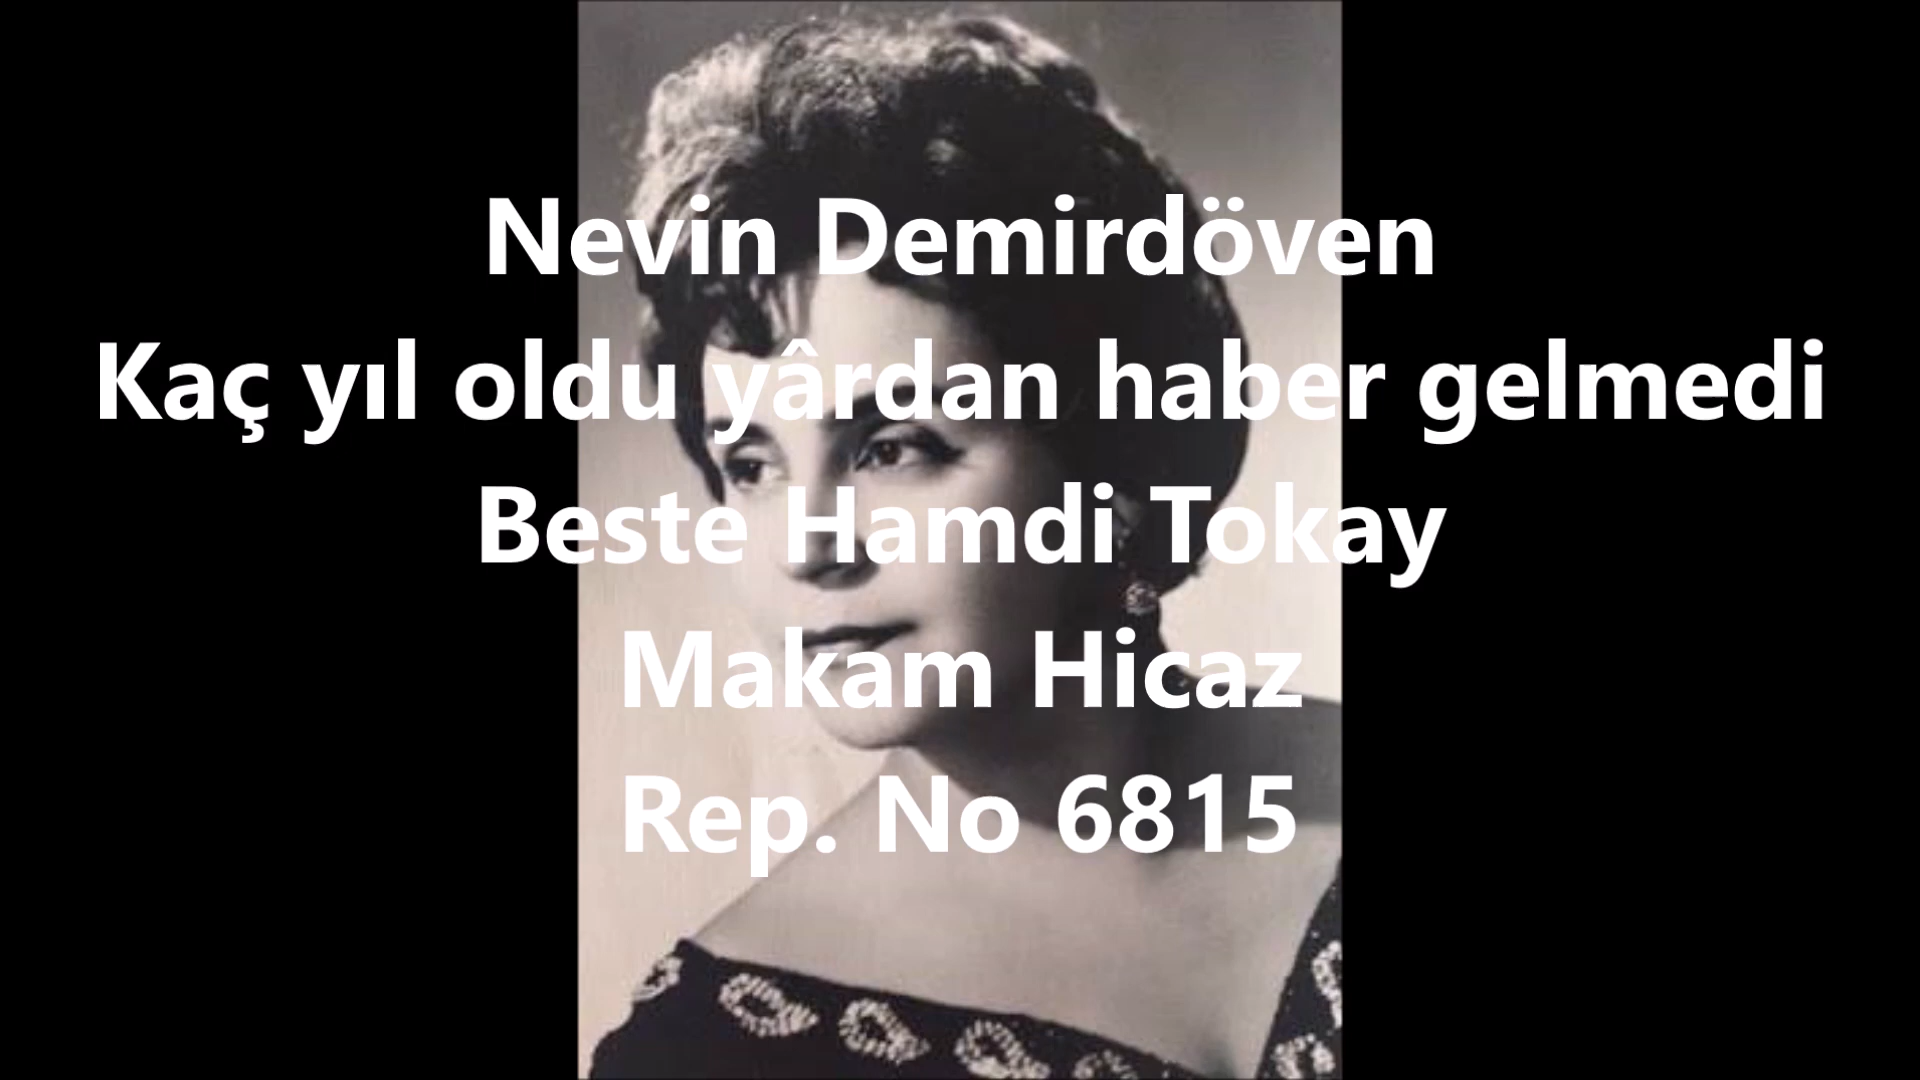 Nevin Demirdöven
Kaç yıl oldu yârdan haber gelmedi
Beste Hamdi Tokay
Makam Hicaz
Rep. No 6815